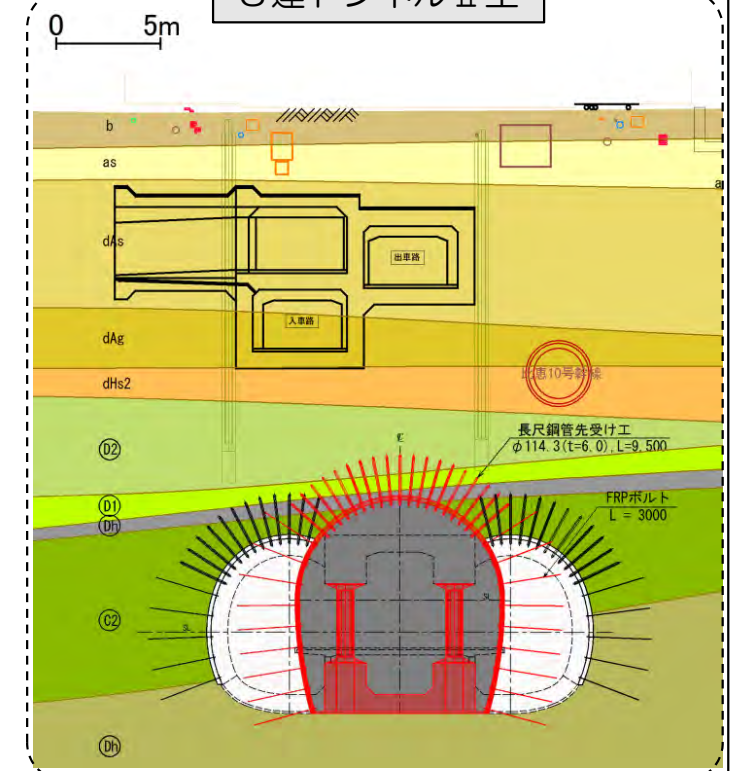 0 5m
b
as
dAs
出車路
入車路
dAg
dHs2
比恵10号幹線
D2
長尺鋼管先受け工
φ114.3(t=6.0),L=9,500
D1
Dh
FRPボルト
L = 3000
C2
SL
SL
Dh